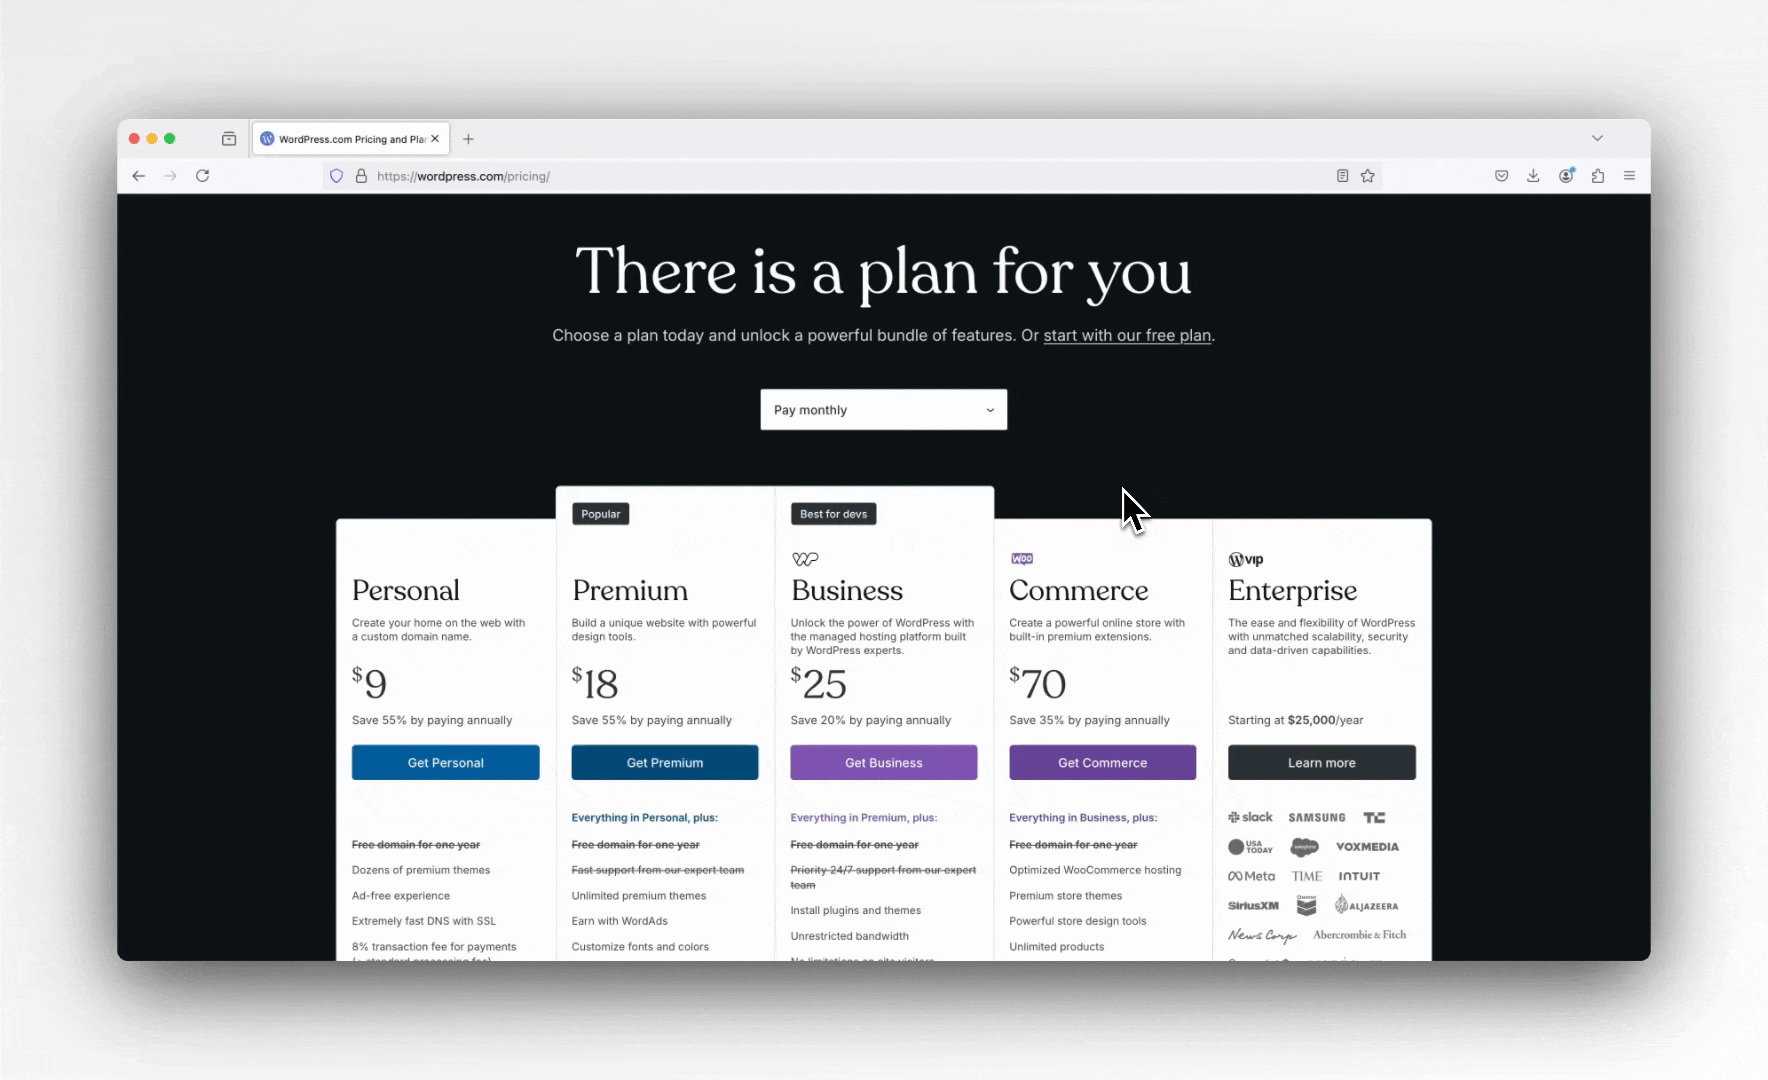 WordPress.com Pricing and Pla
https://wordpress.com/pricing/
There is a plan for you
Choose a plan today and unlock a powerful bundle of features. Or start with our free plan.
Pay monthly
Popular
Personal
Create your home on the web with
a custom domain name.
$9
Save 55% by paying annually
Get Personal
Free domain for one year
Dozens of premium themes
Ad-free experience
Extremely fast DNS with SSL
8% transaction fee for payments
(+ standard processing fee)
Premium
Build a unique website with powerful
design tools.
$18
Save 55% by paying annually
Get Premium
Everything in Personal, plus:
Free domain for one year
Fast support from our expert team
Unlimited premium themes
Earn with WordAds
Customize fonts and colors
Best for devs
Business
Unlock the power of WordPress with
the managed hosting platform built
by WordPress experts.
$25
Save 20% by paying annually
Get Business
Everything in Premium, plus:
Free domain for one year
Priority 24/7 support from our expert
team
Install plugins and themes
Unrestricted bandwidth
No limitations on site visitors
Woo
Commerce
Create a powerful online store with
built-in premium extensions.
$70
Save 35% by paying annually
Get Commerce
Everything in Business, plus:
Free domain for one year
Optimized WooCommerce hosting
Premium store themes
Powerful store design tools
Unlimited products
vip
Enterprise
The ease and flexibility of WordPress
with unmatched scalability, security
and data-driven capabilities.
Starting at $25,000/year
Learn more
slack SAMSUNG TC
USA TODAY salesforce VOXMEDIA
Meta TIME INTUIT
SiriusXM ALJAZEERA
News Corp Abercrombie & Fitch